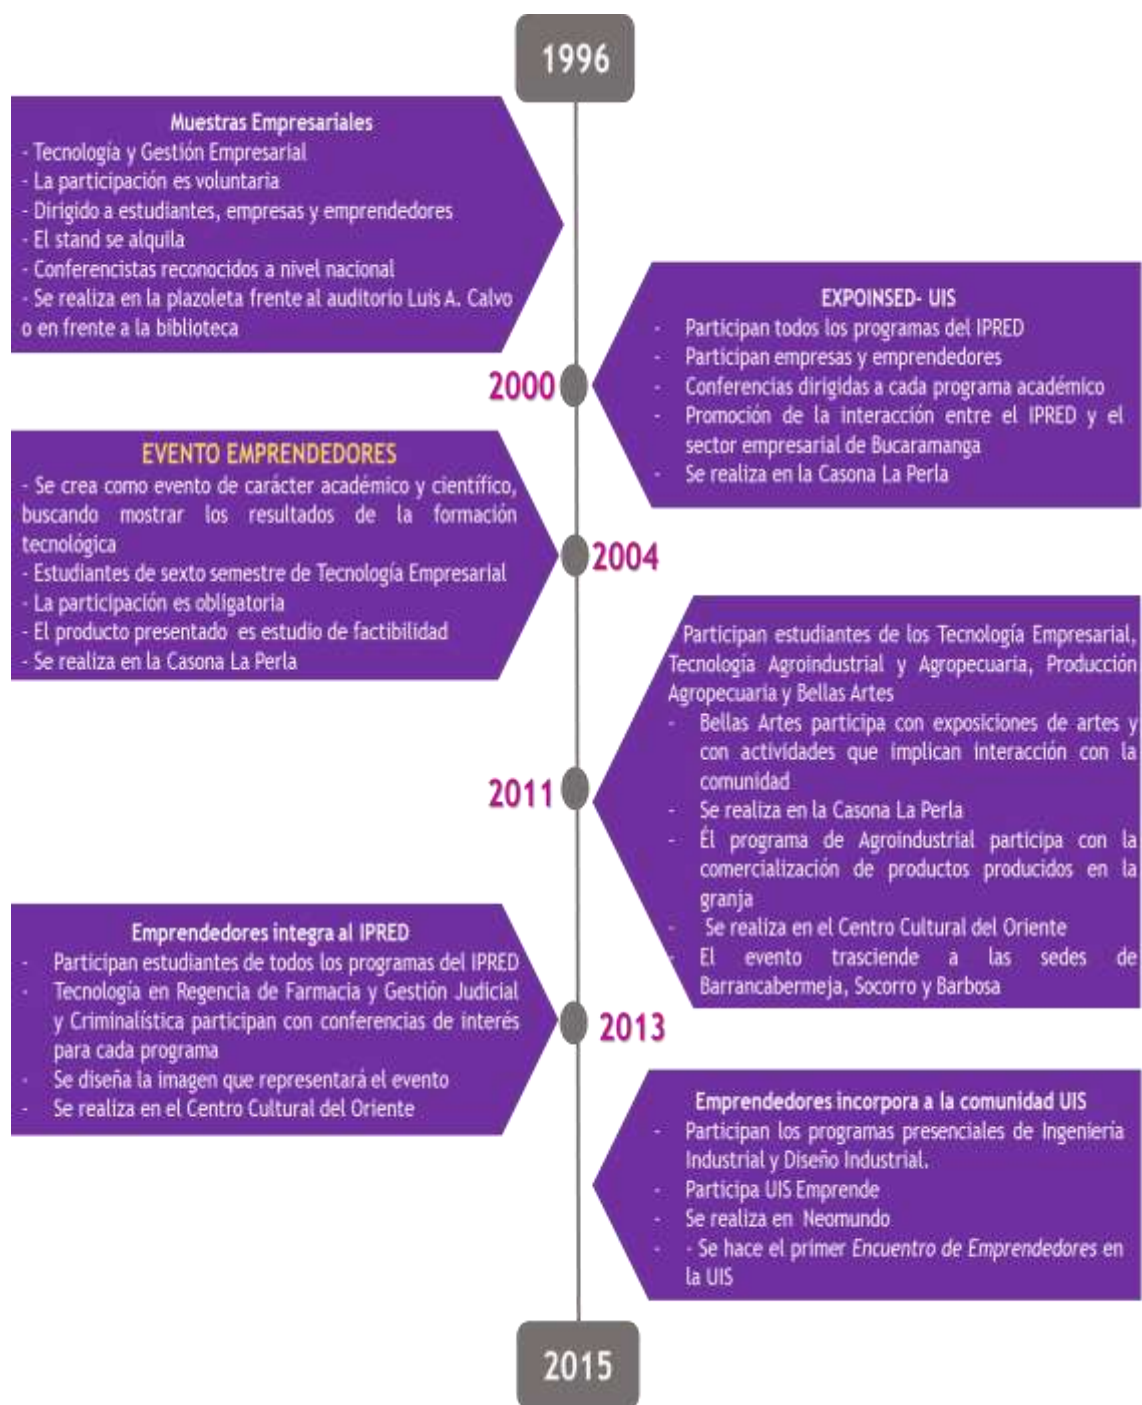 1996
Muestras Empresariales
- Tecnología y Gestión Empresarial
- La participación es voluntaria
- Dirigido a estudiantes, empresas y emprendedores
- El stand se alquila
- Conferencistas reconocidos a nivel nacional
- Se realiza en la plazoleta frente al auditorio Luis A. Calvo
o en frente a la biblioteca
EXPOINSED- UIS
- Participan todos los programas del IPRED
- Participan empresas y emprendedores
- Conferencias dirigidas a cada programa académico
- Promoción de la interacción entre el IPRED y el
sector empresarial de Bucaramanga
- Se realiza en la Casona La Perla
2000
EVENTO EMPRENDEDORES
- Se crea como evento de carácter académico y científico,
buscando mostrar los resultados de la formación
tecnológica
- Estudiantes de sexto semestre de Tecnología Empresarial
- La participación es obligatoria
- El producto presentado es estudio de factibilidad
- Se realiza en la Casona La Perla
2004
Participan estudiantes de los Tecnología Empresarial,
Tecnología Agroindustrial y Agropecuaria, Producción
Agropecuaria y Bellas Artes
- Bellas Artes participa con exposiciones de artes y
con actividades que implican interacción con la
comunidad
- Se realiza en la Casona La Perla
- Él programa de Agroindustrial participa con la
comercialización de productos producidos en la
granja
- Se realiza en el Centro Cultural del Oriente
- El evento trasciende a las sedes de
Barrancabermeja, Socorro y Barbosa
2011
Emprendedores integra al IPRED
- Participan estudiantes de todos los programas del IPRED
- Tecnología en Regencia de Farmacia y Gestión Judicial
y Criminalística participan con conferencias de interés
para cada programa
- Se diseña la imagen que representará el evento
- Se realiza en el Centro Cultural del Oriente
2013
Emprendedores incorpora a la comunidad UIS
- Participan los programas presenciales de Ingeniería
Industrial y Diseño Industrial.
- Participa UIS Emprende
- Se realiza en Neomundo
- - Se hace el primer Encuentro de Emprendedores en
la UIS
2015